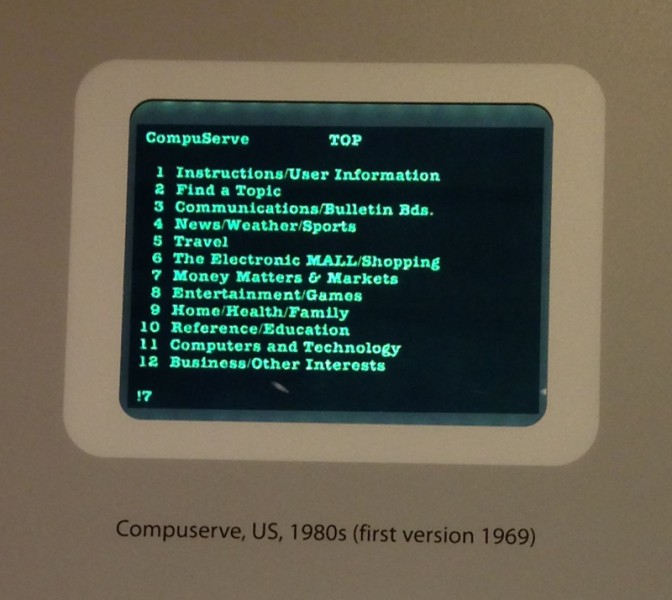 CompuServe TOP
1 Instructions/User Information
2 Find a Topic
3 Communications/Bulletin Bds.
4 News/Weather/Sports
5 Travel
6 The Electronic MALL/Shopping
7 Money Matters & Markets
8 Entertainment/Games
9 Home/Health/Family
10 Reference/Education
11 Computers and Technology
12 Business/Other Interests
!7
Compuserve, US, 1980s (first version 1969)